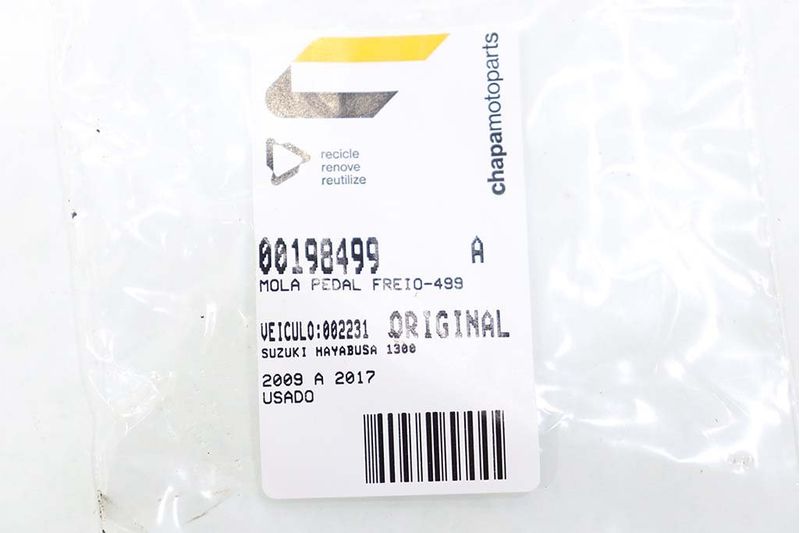 chapamotoparts
recicle
renove
reutilize
00198499 A
MOLA PEDAL FREIO-499
VEICULO:002231 ORIGINAL
SUZUKI HAYABUSA 1300
2009 A 2017
USADO